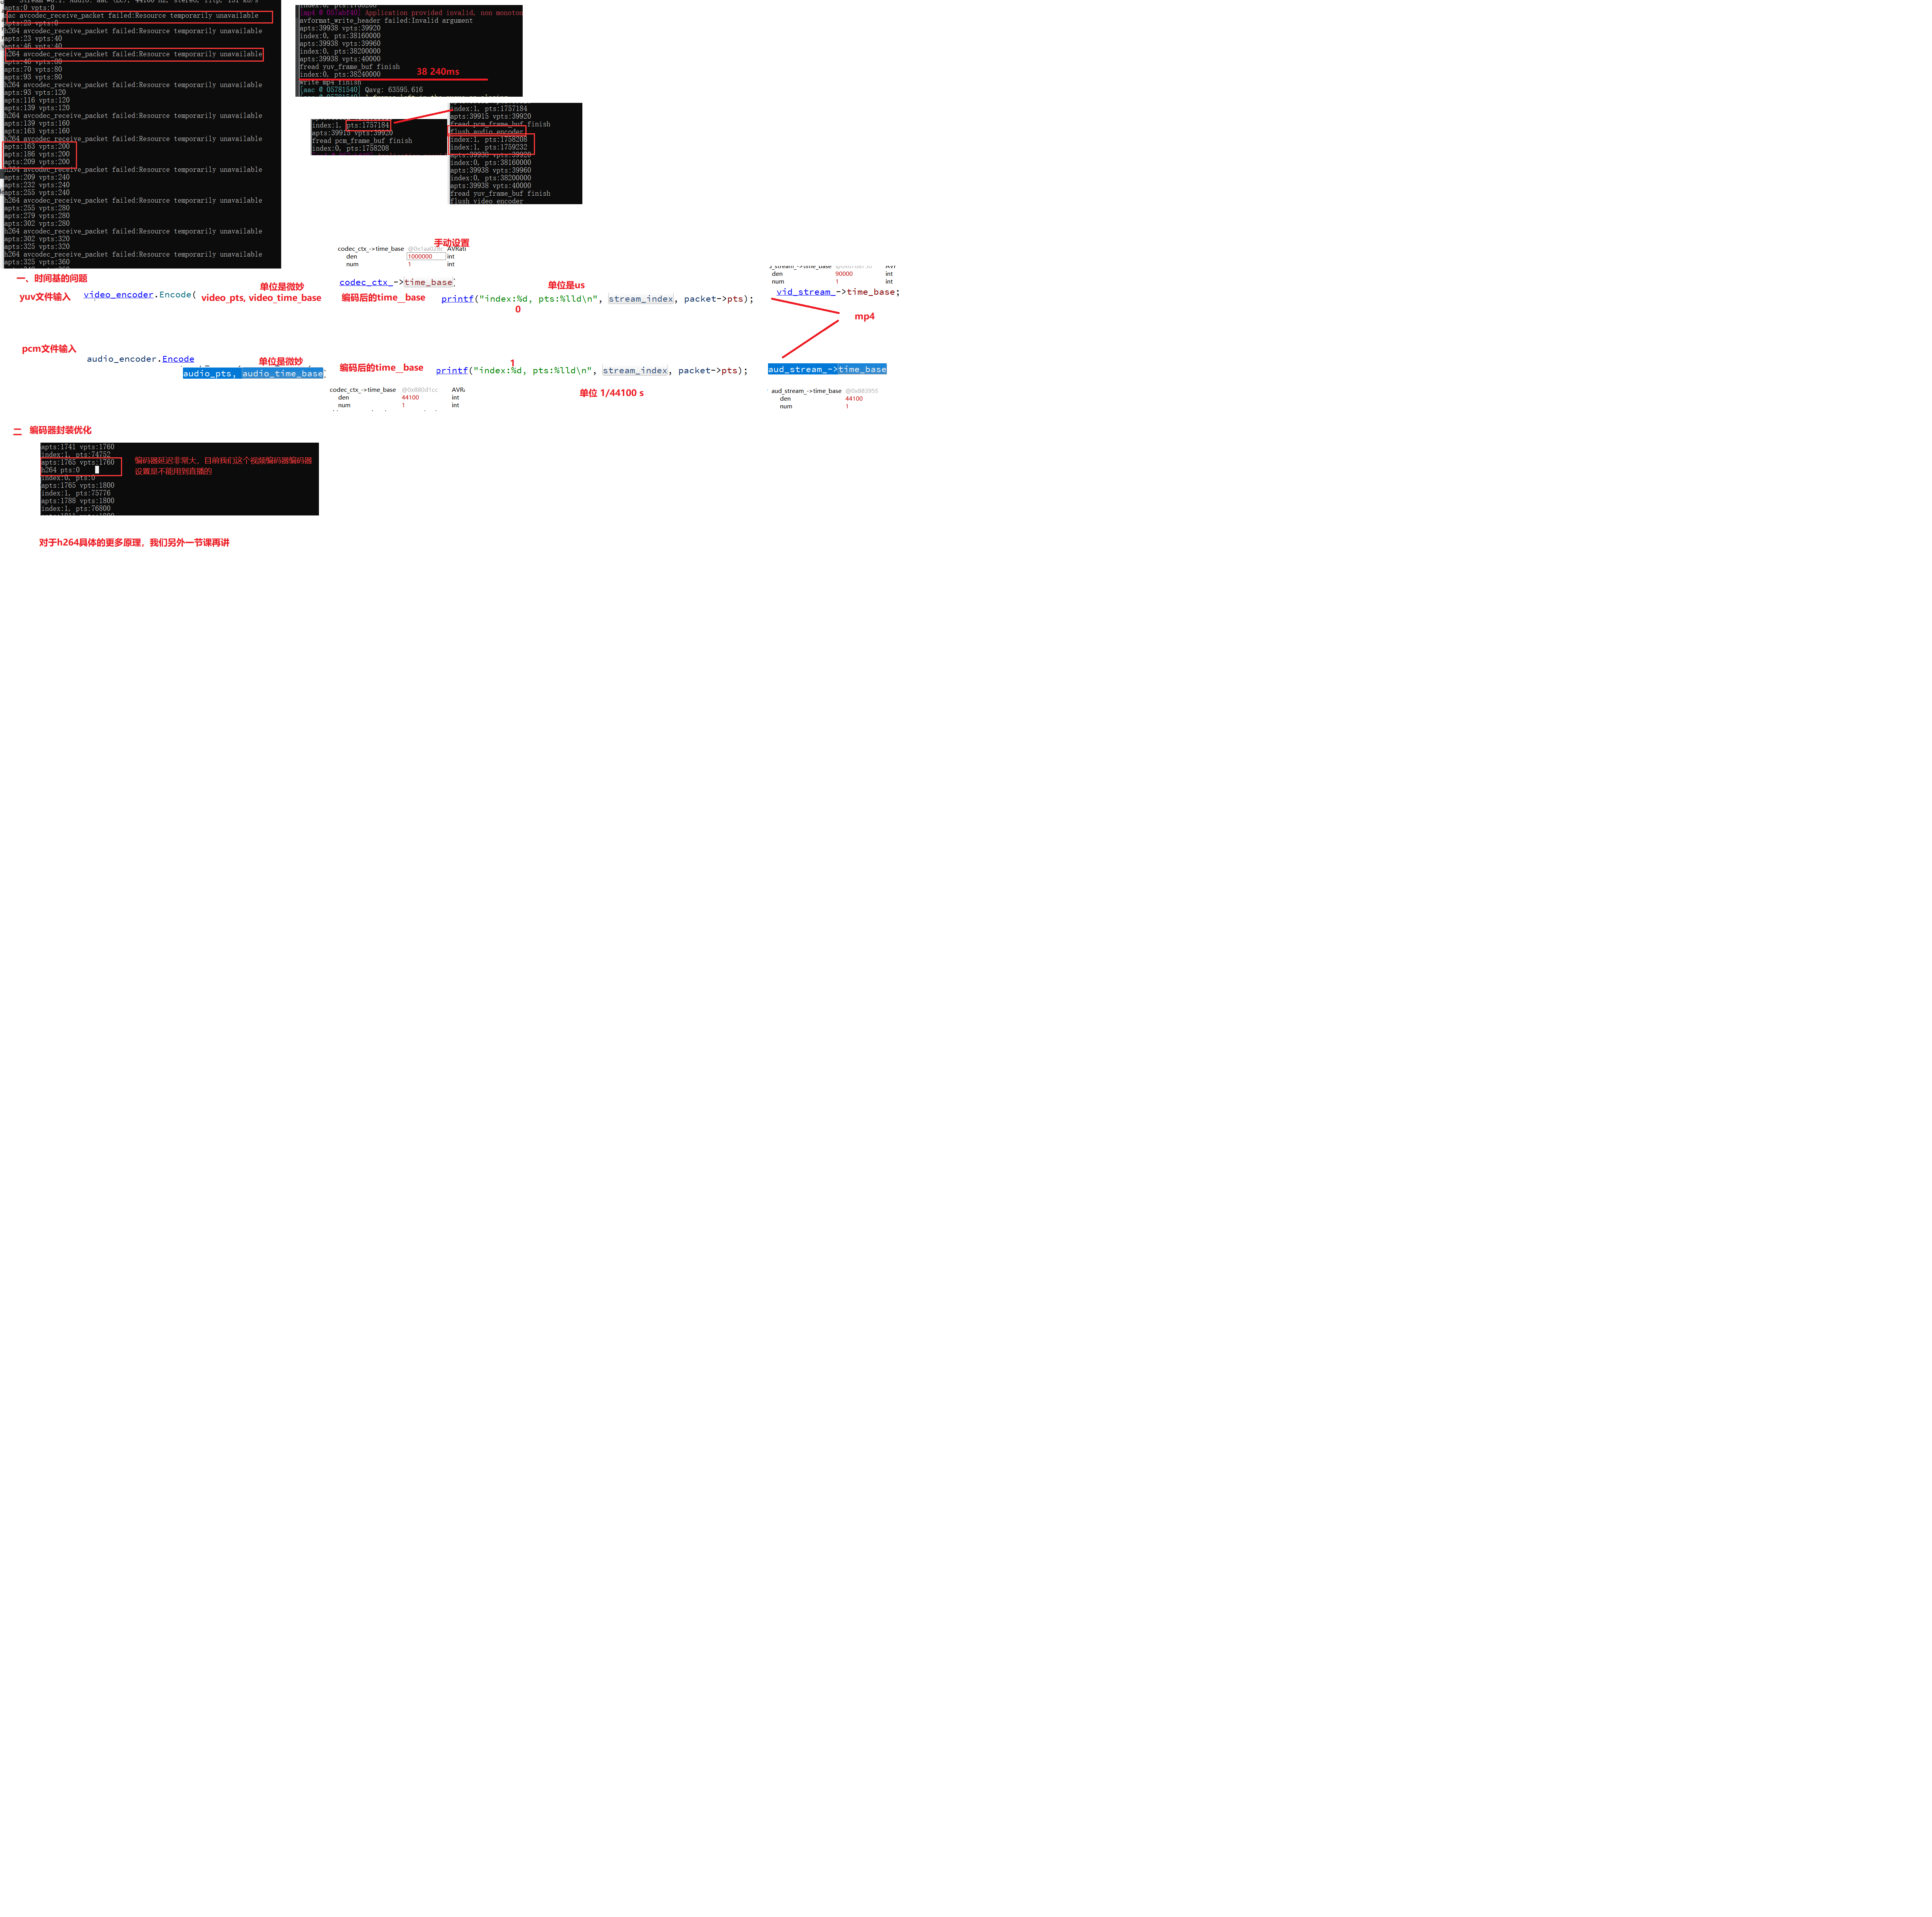 Stream #0:1: Audio: aac (LC), 44100 Hz, stereo, fltp, 131 kb/s
apts:0 vpts:0
aac avcodec_receive_packet failed:Resource temporarily unavailable
apts:23 vpts:0
h264 avcodec_receive_packet failed:Resource temporarily unavailable
apts:23 vpts:40
apts:46 vpts:40
h264 avcodec_receive_packet failed:Resource temporarily unavailable
apts:46 vpts:80
apts:70 vpts:80
apts:93 vpts:80
h264 avcodec_receive_packet failed:Resource temporarily unavailable
apts:93 vpts:120
apts:116 vpts:120
apts:139 vpts:120
h264 avcodec_receive_packet failed:Resource temporarily unavailable
apts:139 vpts:160
apts:163 vpts:160
h264 avcodec_receive_packet failed:Resource temporarily unavailable
apts:163 vpts:200
apts:186 vpts:200
apts:209 vpts:200
h264 avcodec_receive_packet failed:Resource temporarily unavailable
apts:209 vpts:240
apts:232 vpts:240
apts:255 vpts:240
h264 avcodec_receive_packet failed:Resource temporarily unavailable
apts:255 vpts:280
apts:279 vpts:280
apts:302 vpts:280
h264 avcodec_receive_packet failed:Resource temporarily unavailable
apts:302 vpts:320
apts:325 vpts:320
h264 avcodec_receive_packet failed:Resource temporarily unavailable
apts:325 vpts:360
Application provided invalid, non monoton
avformat_write_header failed:Invalid argument
apts:39938 vpts:39920
index:0, pts:38160000
apts:39938 vpts:39960
index:0, pts:38200000
apts:39938 vpts:40000
fread yuv_frame_buf finish
index:0, pts:38240000
38 240ms
write mp4 finish
[aac @ 05781540] Qavg: 63595.616
index:1, pts:1757184
apts:39915 vpts:39920
fread pcm_frame_buf finish
index:0, pts:1758208
index:1, pts:1757184
apts:39915 vpts:39920
fread pcm_frame_buf finish
flush audio encoder
index:1, pts:1758208
index:1, pts:1759232
apts:39938 vpts:39920
index:0, pts:38160000
apts:39938 vpts:39960
index:0, pts:38200000
apts:39938 vpts:40000
fread yuv_frame_buf finish
flush video encoder
手动设置
codec_ctx_->time_base AVRati
den 1000000 int
num 1 int
den 90000 int
num 1 int
一、时间基的问题
yuv文件输入
video_encoder.Encode(
单位是微妙
video_pts, video_time_base
codec_ctx_->time_base;
编码后的time_base
单位是us
printf("index:%d, pts:%lld\n", stream_index, packet->pts);
0
vid_stream_->time_base;
mp4
pcm文件输入
audio_encoder.Encode
单位是微妙
audio_pts, audio_time_base
编码后的time_base
1
printf("index:%d, pts:%lld\n", stream_index, packet->pts);
aud_stream_->time_base
codec_ctx_->time_base @0x880d1cc AVRa
den 44100 int
num 1 int
单位 1/44100 s
aud_stream_->time_base
den 44100
num 1
二 编码器封装优化
apts:1741 vpts:1760
index:1, pts:74752
apts:1765 vpts:1760
h264 pts:0
index:0, pts:0
apts:1765 vpts:1800
index:1, pts:75776
apts:1788 vpts:1800
index:1, pts:76800
编码器延迟非常大，目前我们这个视频编码器编码器
设置是不能用到直播的
对于h264具体的更多原理，我们另外一节课再讲